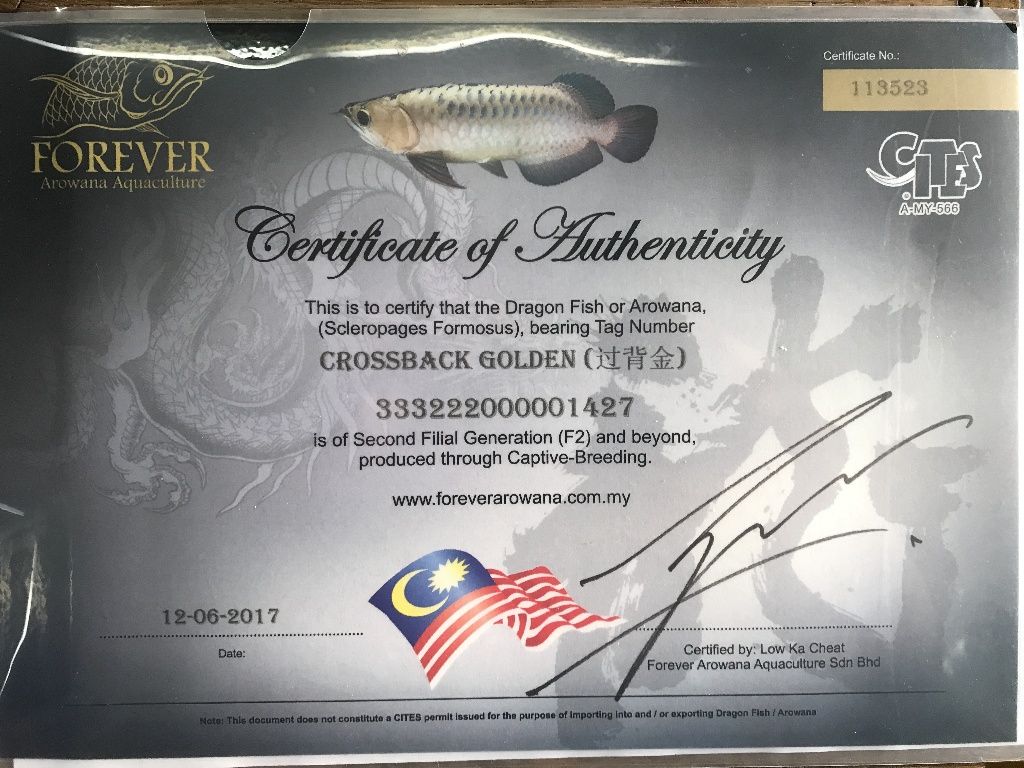 FOREVER
Arowana Aquaculture
Certificate No.:
113523
CITES
A-MY-566
Certificate of Authenticity
This is to certify that the Dragon Fish or Arowana,
(Scleropages Formosus), bearing Tag Number
CROSSBACK GOLDEN (过背金)
333222000001427
is of Second Filial Generation (F2) and beyond,
produced through Captive-Breeding.
www.foreverarowana.com.my
12-06-2017
Date:
Certified by: Low Ka Cheat
Forever Arowana Aquaculture Sdn Bhd
Note: This document does not constitute a CITES permit issued for the purpose of importing into and / or exporting Dragon Fish / Arowana